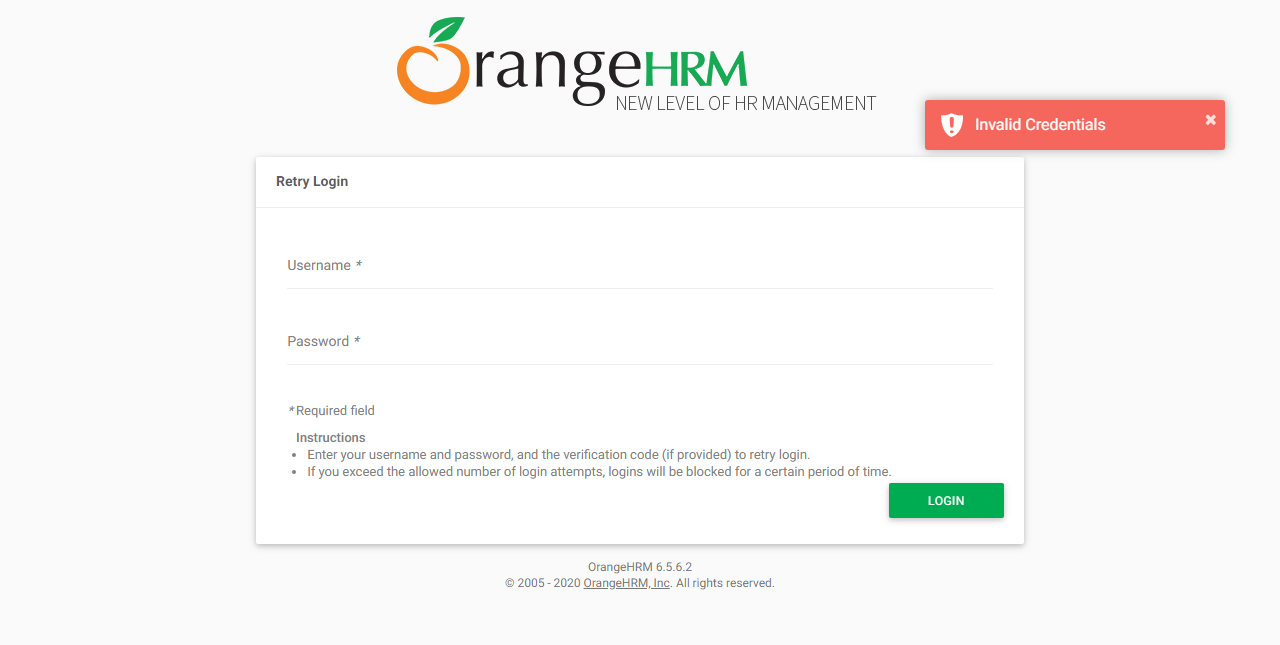 OrangeHRM
NEW LEVEL OF HR MANAGEMENT
Invalid Credentials
Retry Login
Username *
Password *
* Required field
Instructions
• Enter your username and password, and the verification code (if provided) to retry login.
• If you exceed the allowed number of login attempts, logins will be blocked for a certain period of time.
LOGIN
OrangeHRM 6.5.6.2
© 2005 - 2020 OrangeHRM, Inc. All rights reserved.